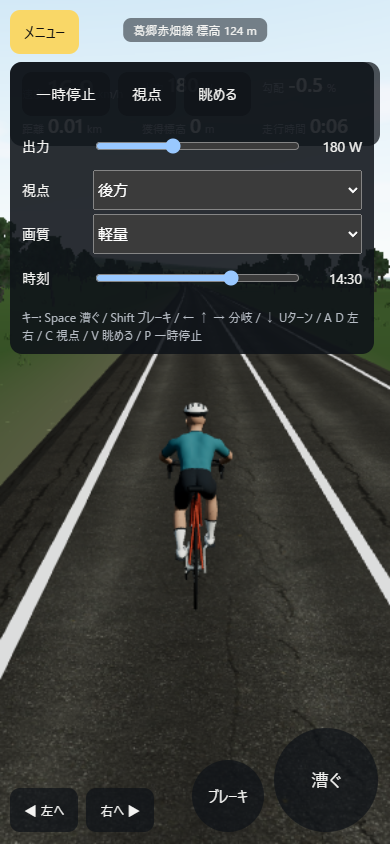 メニュー
葛郷赤畑線 標高 124 m
一時停止 視点 眺める
勾配 -0.5 %
距離 0.01 km 獲得標高 0 m 走行時間 0:06
出力 180 W
視点 後方
画質 軽量
時刻 14:30
キー: Space 漕ぐ / Shift ブレーキ / ← ↑ → 分岐 / ↓ Uターン / A D 左
右 / C 視点 / V 眺める / P 一時停止
◀ 左へ 右へ ▶ ブレーキ 漕ぐ